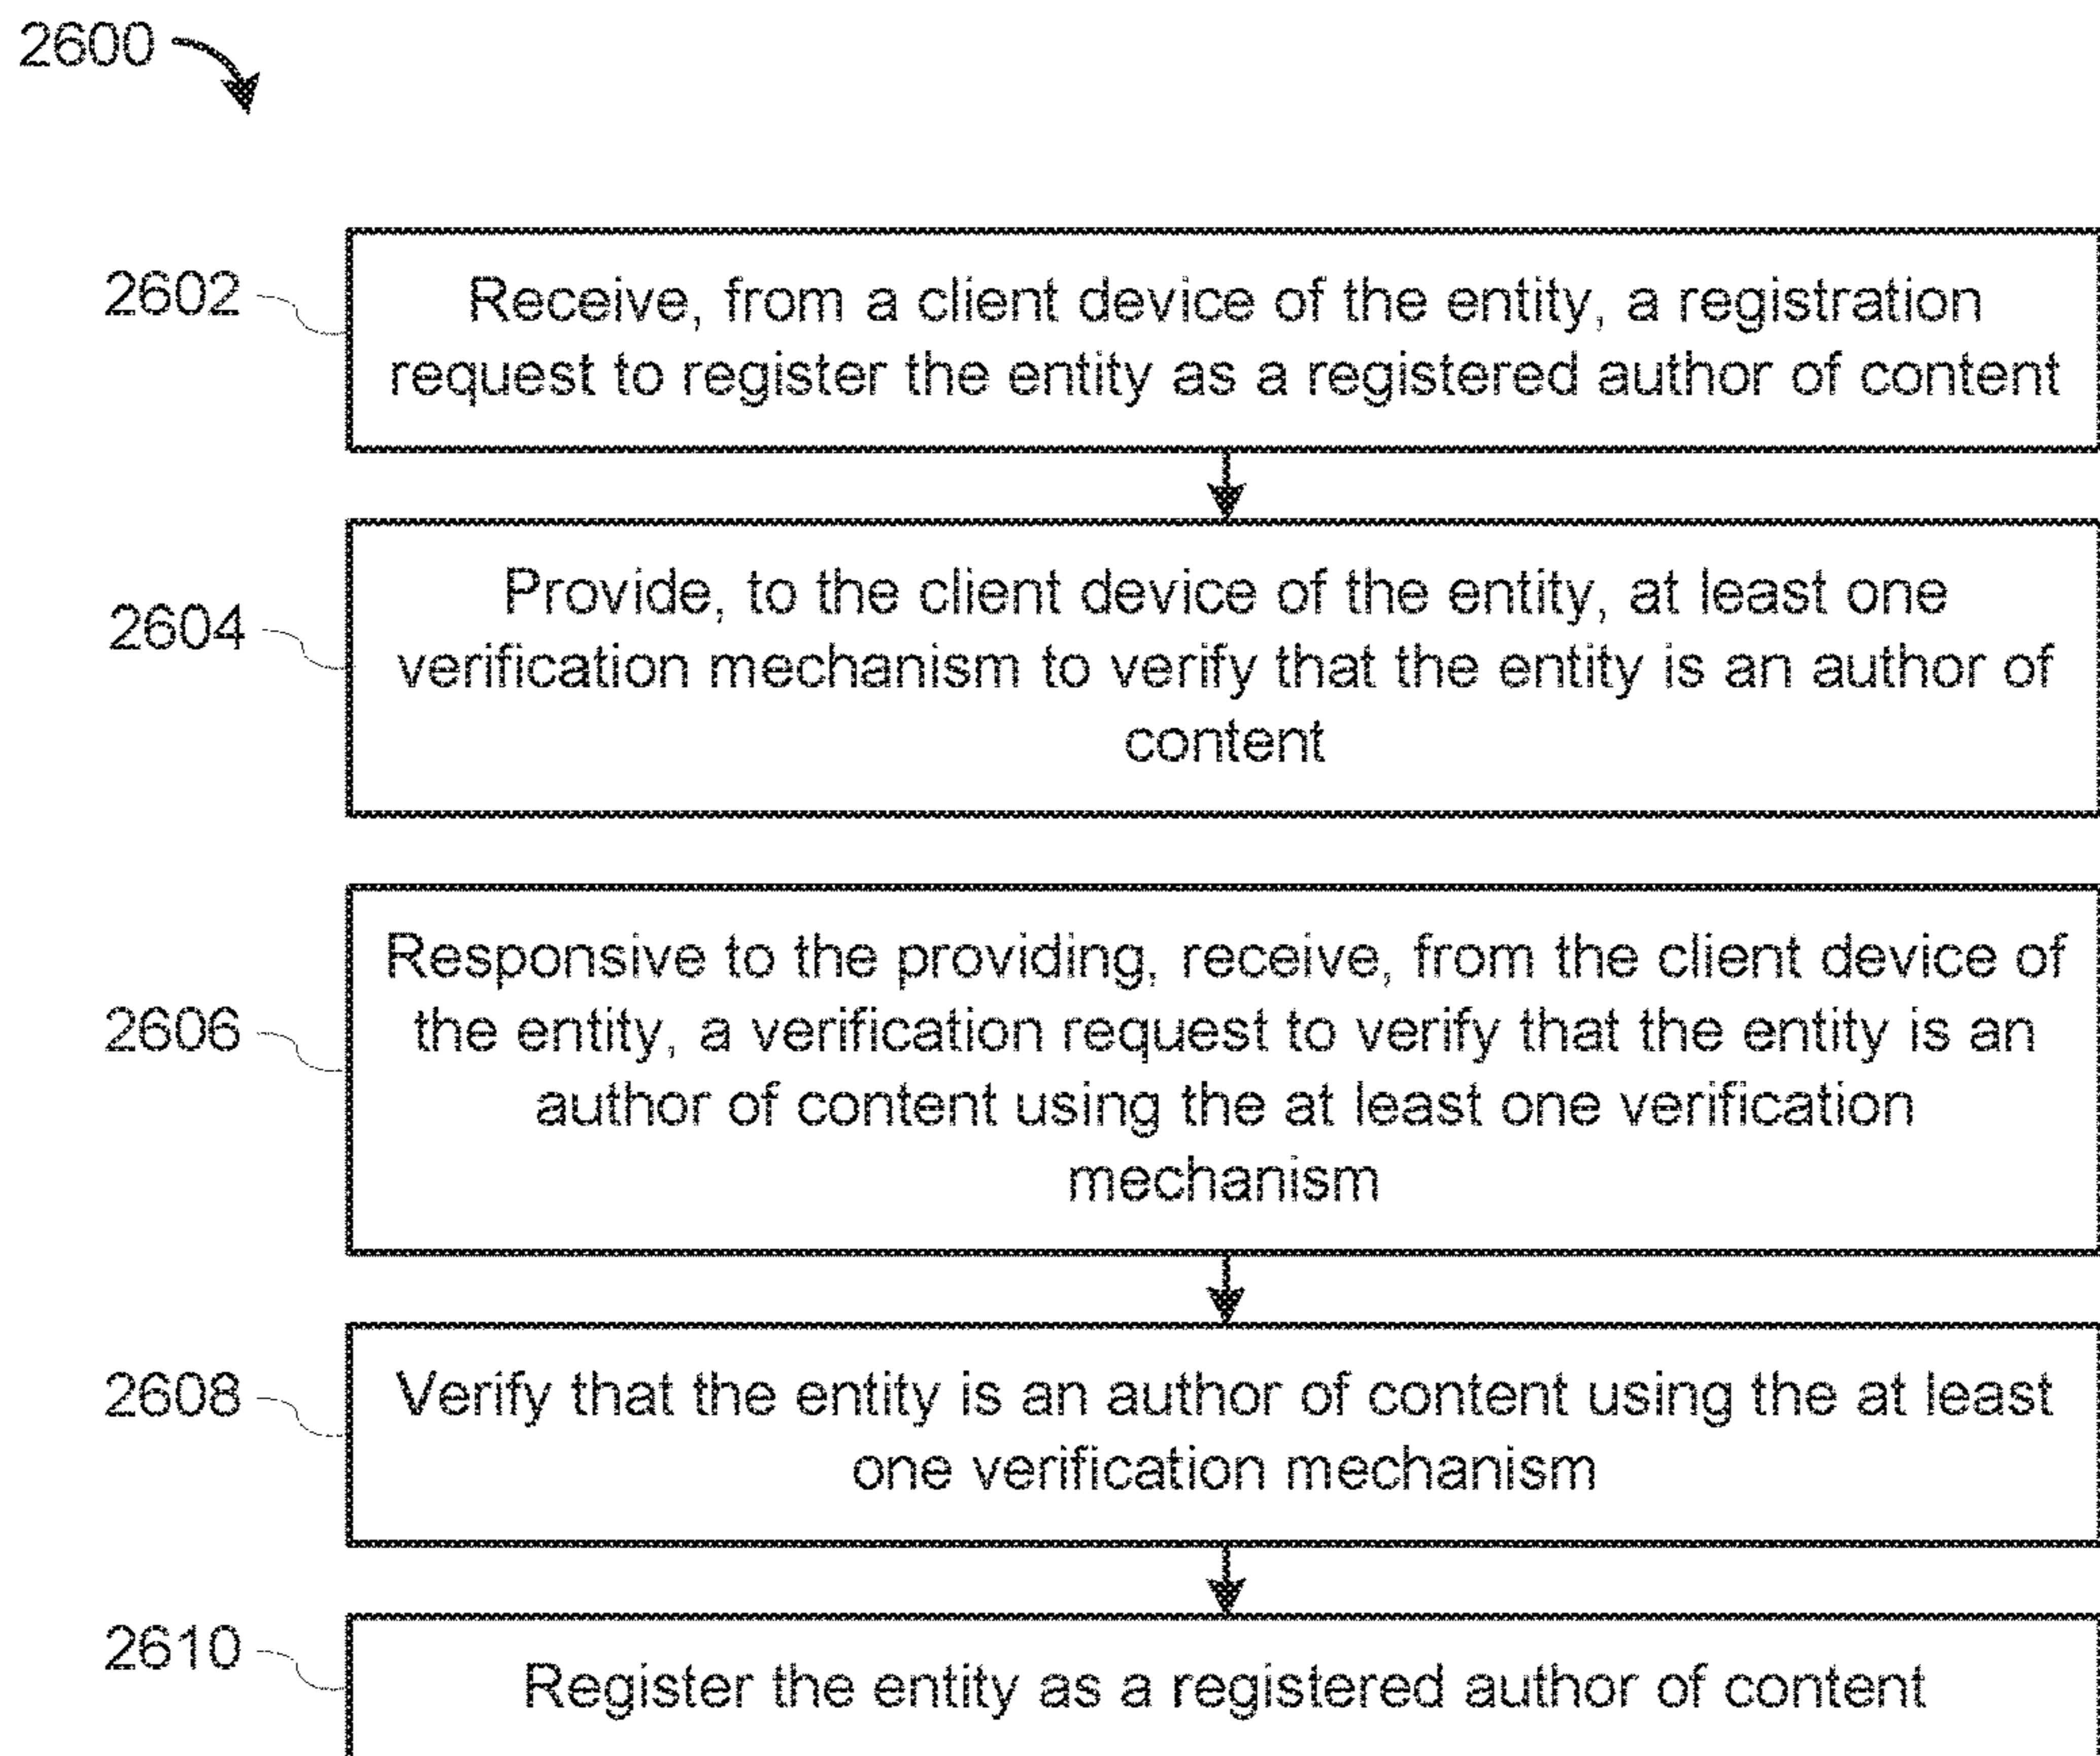 2600
2602
Receive, from a client device of the entity, a registration
request to register the entity as a registered author of content
2604
Provide, to the client device of the entity, at least one
verification mechanism to verify that the entity is an author of
content
2606
Responsive to the providing, receive, from the client device of
the entity, a verification request to verify that the entity is an
author of content using the at least one verification
mechanism
2608
Verify that the entity is an author of content using the at least
one verification mechanism
2610
Register the entity as a registered author of content